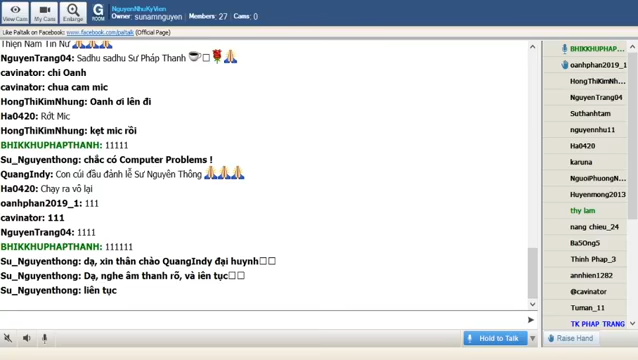 View Cam
My Cam
Enlarge
G
ROOM
NguyenNhuKyVien
Owner: sunamnguyen | Members: 27 Cams: 0
Like Paltalk on Facebook! www.facebook.com/paltalk (Official Page)
Thiện Nam Tín Nữ 🙏🙏🙏
NguyenTrang04: Sadhu sadhu Sư Pháp Thanh ☕□🌹🙏
cavinator: chi Oanh
cavinator: chua cam mic
HongThiKimNhung: Oanh ơi lên đi
Ha0420: Rớt Mic
HongThiKimNhung: kẹt mic rồi
BHIKKHUPHAPTHANH: 11111
Su_Nguyenthong: chắc có Computer Problems !
QuangIndy: Con cúi đầu đảnh lễ Sư Nguyên Thông 🙏🙏🙏
Ha0420: Chạy ra vô lại
oanhphan2019_1: 111
cavinator: 111
NguyenTrang04: 1111
BHIKKHUPHAPTHANH: 111111
Su_Nguyenthong: dạ, xin thân chào QuangIndy đại huynh□□
Su_Nguyenthong: Dạ, nghe âm thanh rõ, và iên tục□□
Su_Nguyenthong: liên tục
BHIKKHUPHAP...
oanhphan2019_1
HongThiKimNh...
NguyenTrang04
Suthanhtam
nguyennhu11
Ha0420
karuna
NguoiPhuongN...
Huyenmong2013
thy lam
nang chieu_24
Ba5Ong5
Thinh Phap_3
annhien1282
@cavinator
Tuman_11
TK PHAP TRANG
Hold to Talk
Raise Hand